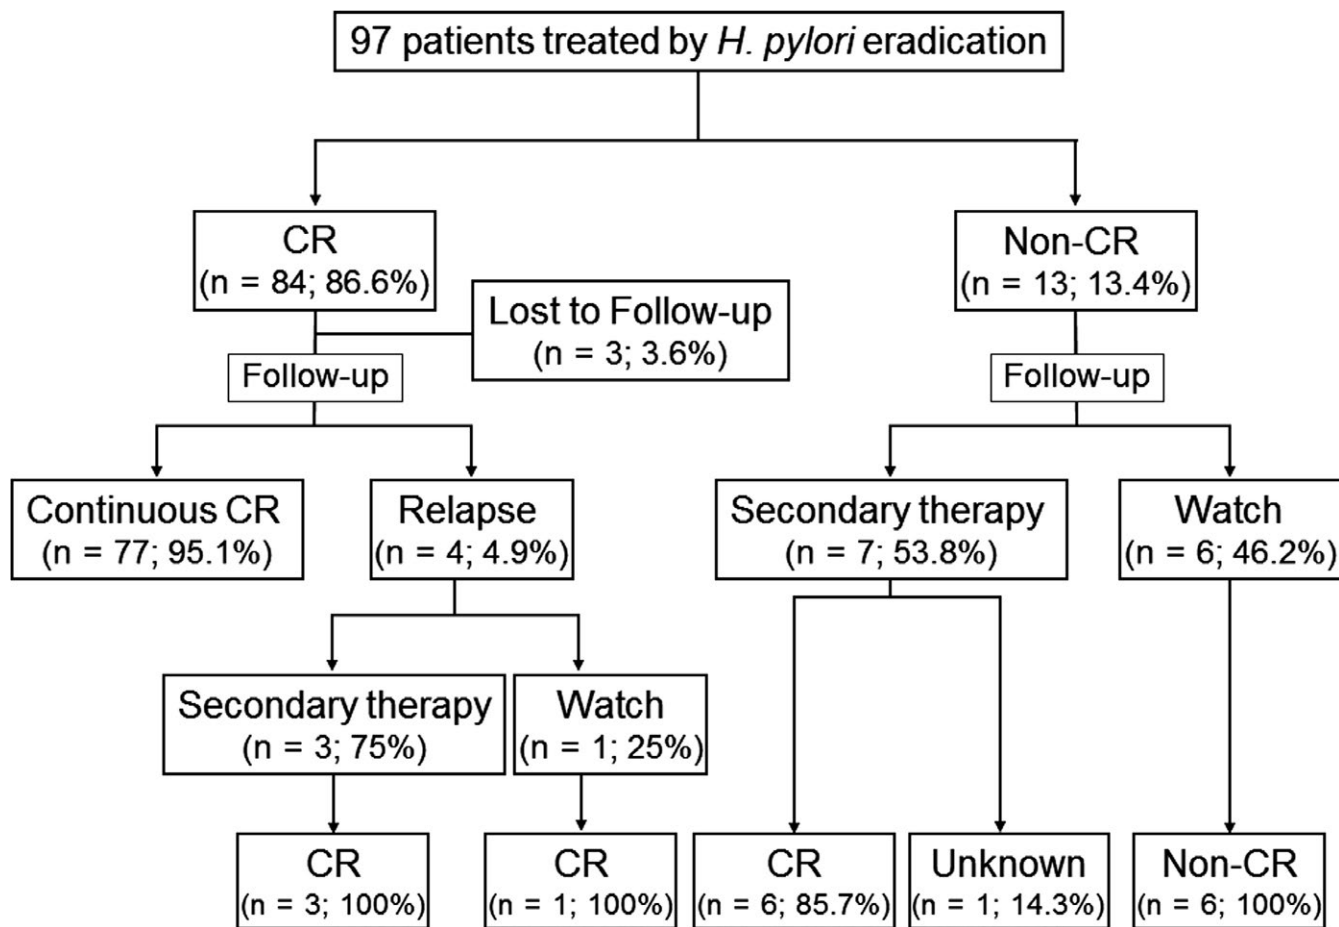 97 patients treated by H. pylori eradication
CR
(n = 84; 86.6%)
Non-CR
(n = 13; 13.4%)
Lost to Follow-up
(n = 3; 3.6%)
Follow-up
Follow-up
Continuous CR
(n = 77; 95.1%)
Relapse
(n = 4; 4.9%)
Secondary therapy
(n = 7; 53.8%)
Watch
(n = 6; 46.2%)
Secondary therapy
(n = 3; 75%)
Watch
(n = 1; 25%)
CR
(n = 3; 100%)
CR
(n = 1; 100%)
CR
(n = 6; 85.7%)
Unknown
(n = 1; 14.3%)
Non-CR
(n = 6; 100%)